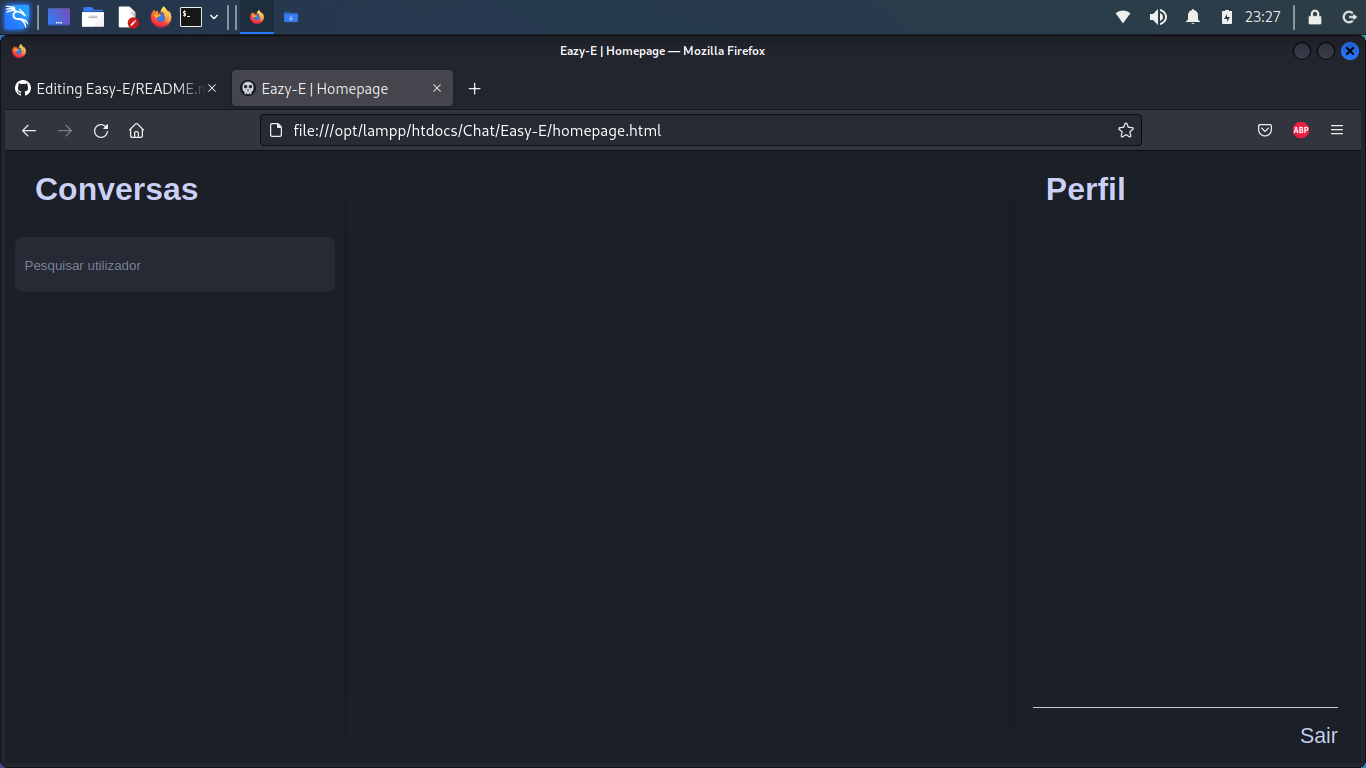 $_
23:27
Eazy-E | Homepage — Mozilla Firefox
Editing Easy-E/README.
Eazy-E | Homepage
file:///opt/lampp/htdocs/Chat/Easy-E/homepage.html
ABP
Conversas
Perfil
Pesquisar utilizador
Sair